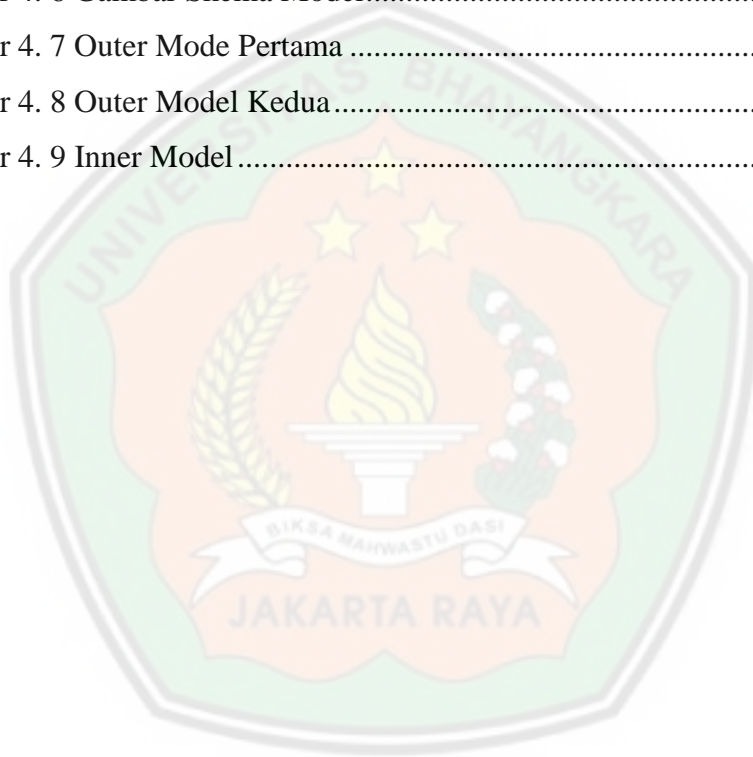 r 4. 7 Outer Mode Pertama ........................................................
r 4. 8 Outer Model Kedua ..........................................................
r 4. 9 Inner Model .......................................................................
UNIVERSITAS BHAYANGKARA
BIKSA MAHWASTU DASI
JAKARTA RAYA